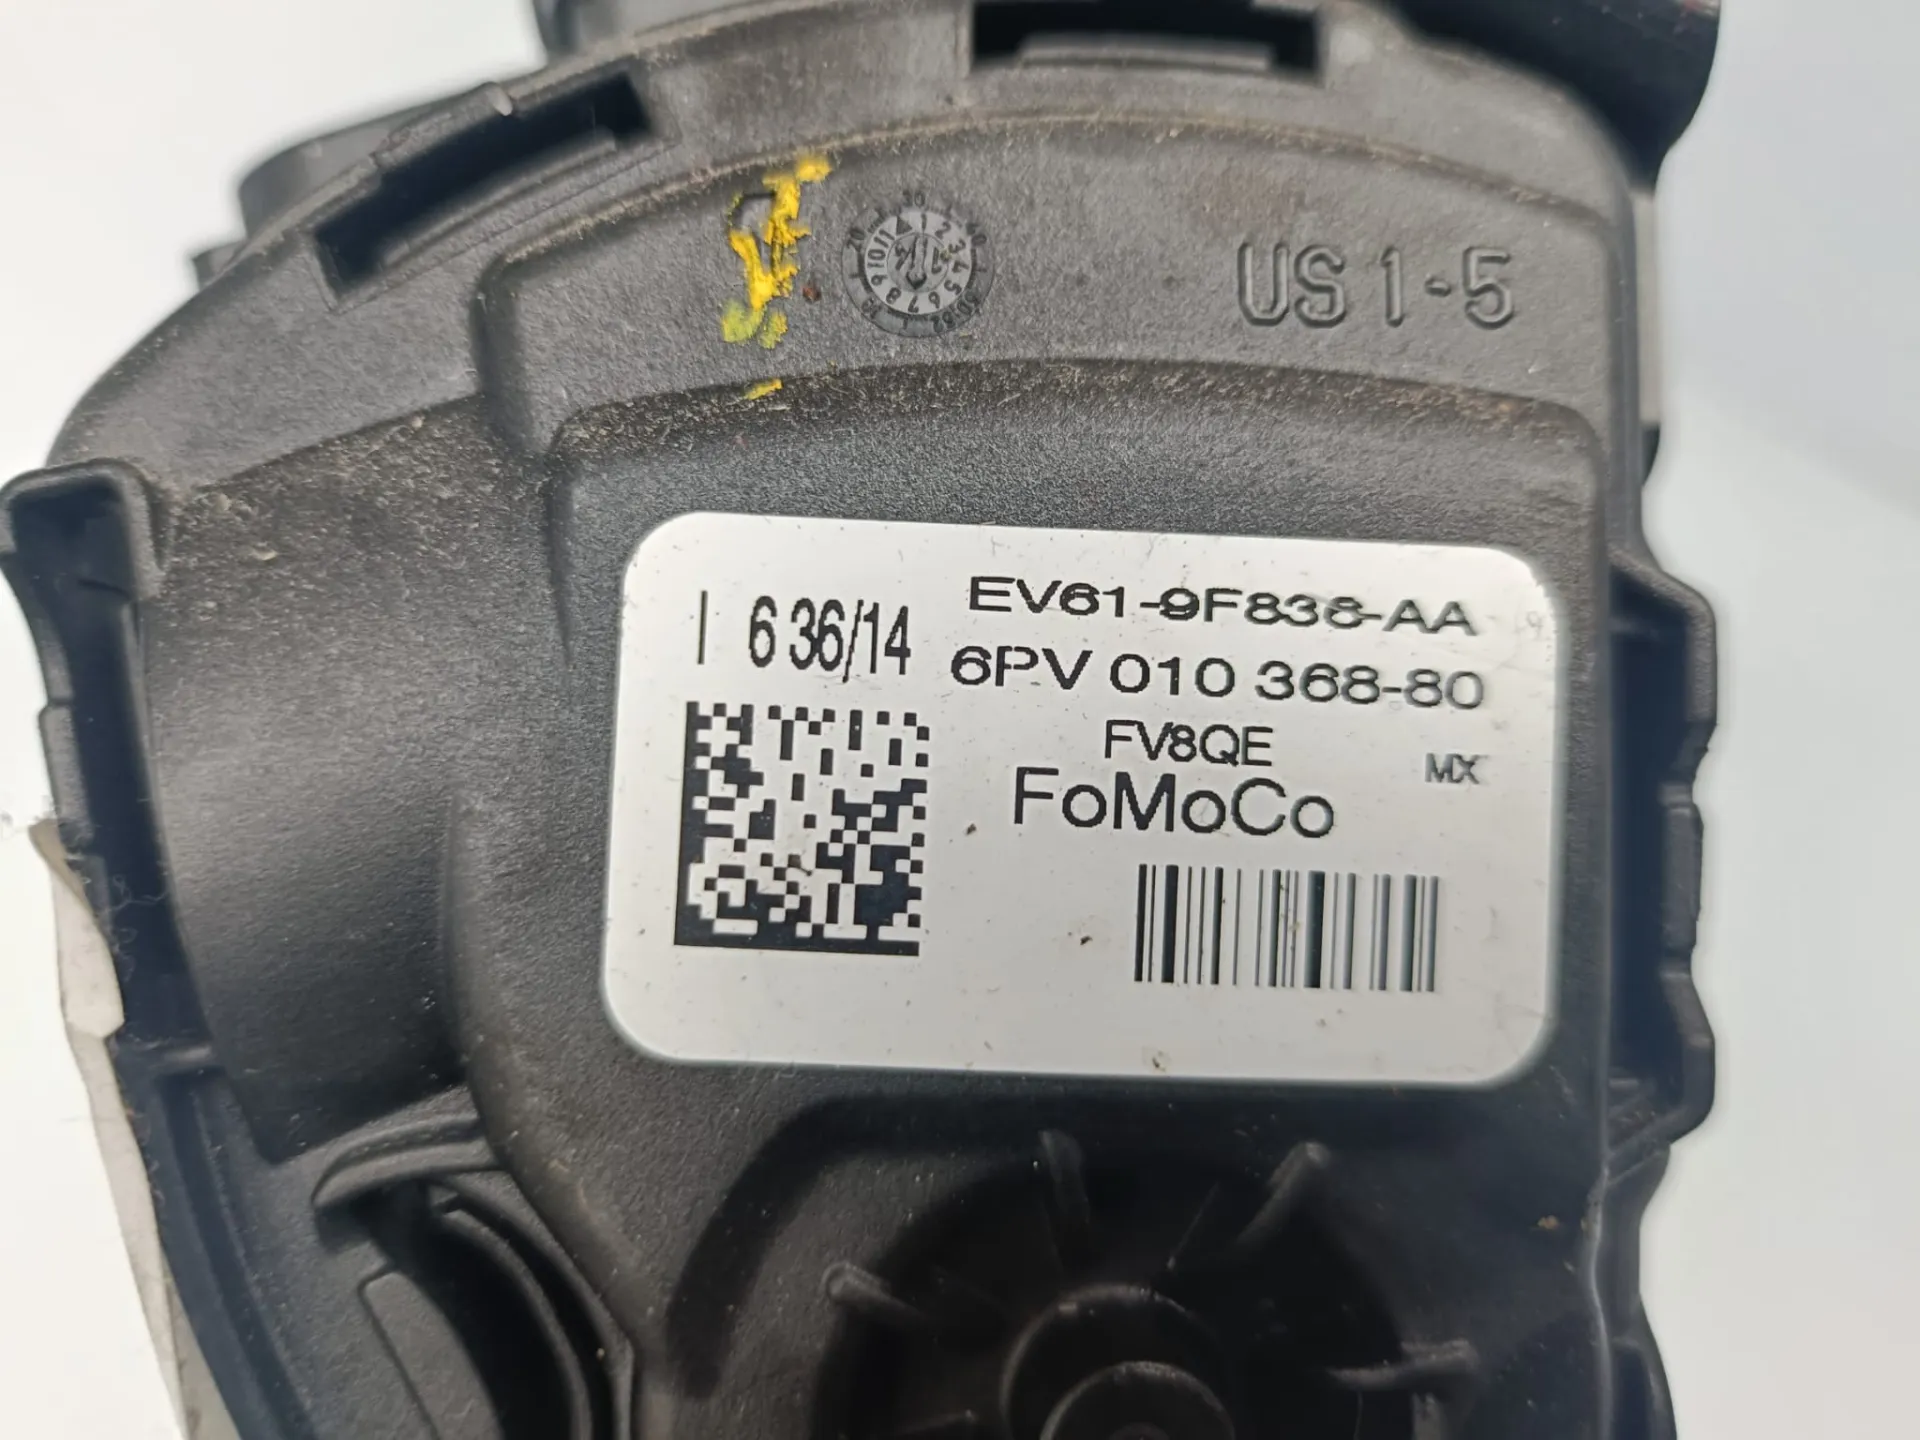 US 1-5
EV61-9F836-AA
I 6 36/14
6PV 010 368-80
FV8QE
MX
FoMoCo